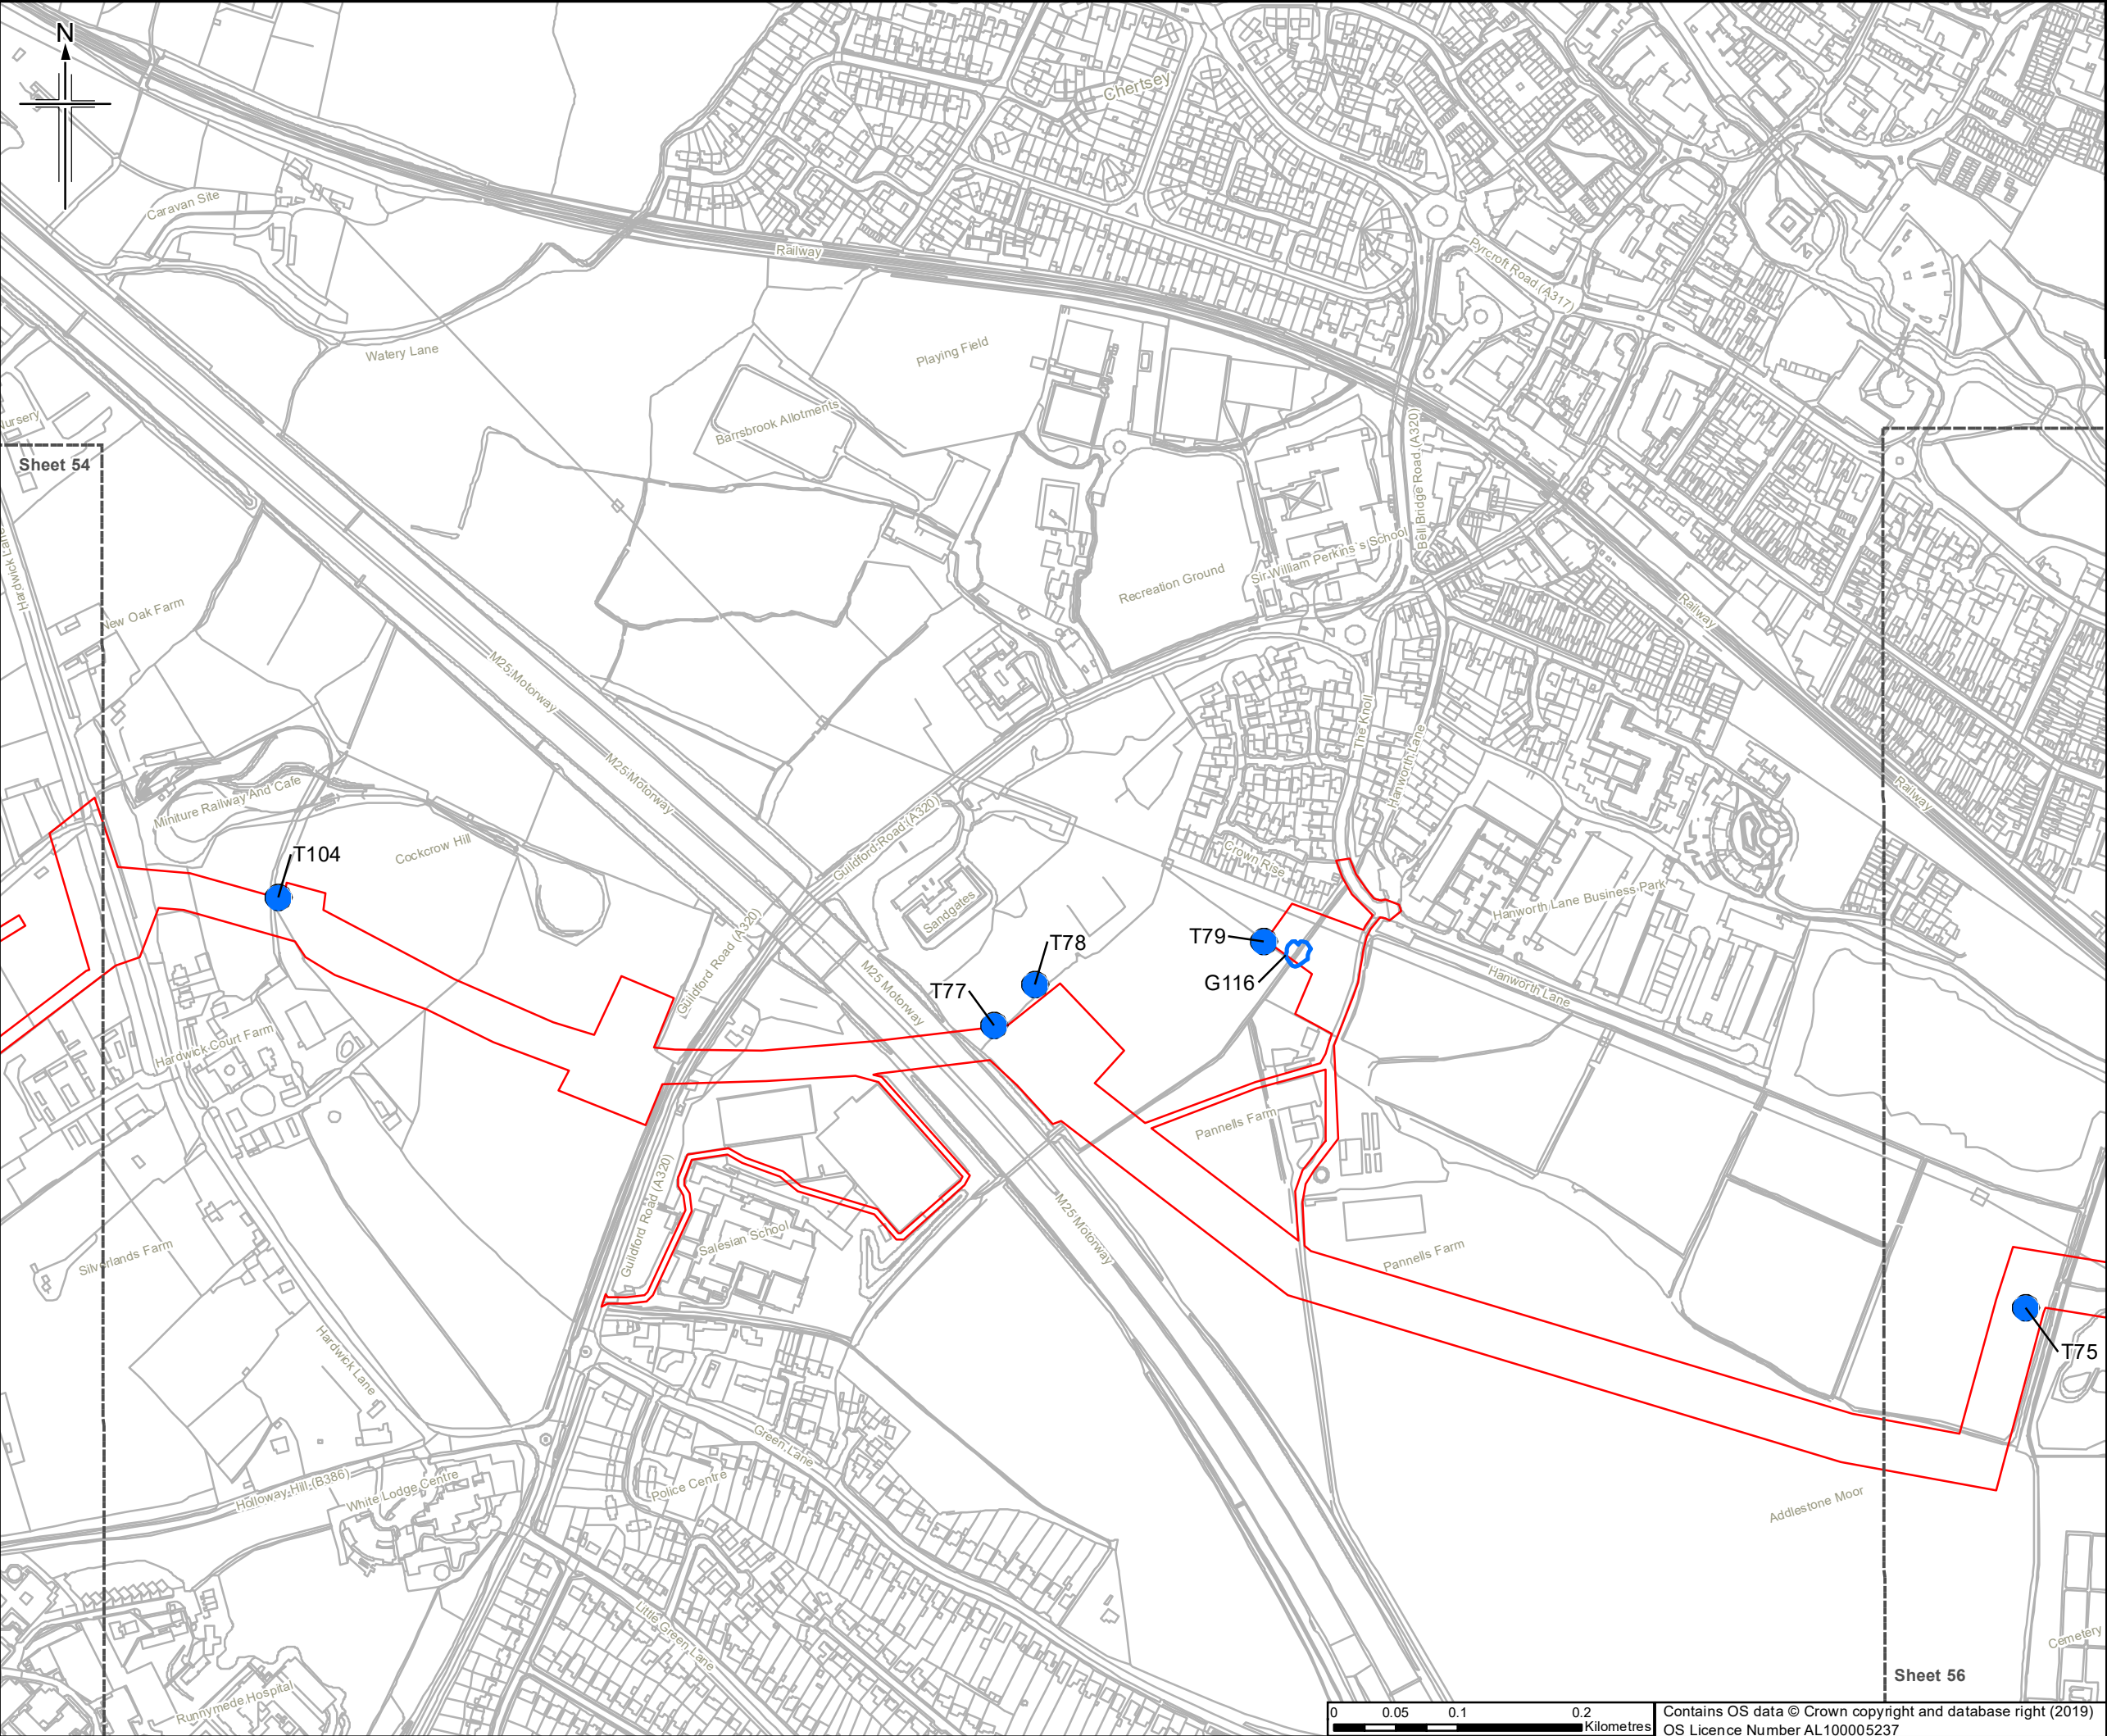 N
Chertsey
Caravan Site
Railway
Pyrcroft Road (A317)
Watery Lane
Playing Field
Barrsbrook Allotments
Nursery
Sheet 54
Bell Bridge Road (A320)
Sir William Perkins's School
Recreation Ground
Hardwick Lane
New Oak Farm
Railway
M25 Motorway
M25 Motorway
The Knoll
Hanworth Lane
Railway
Miniture Railway And Cafe
Cockcrow Hill
Guildford Road (A320)
Crown Rise
T104
Hanworth Lane Business Park
Sandgates
Guildford Road (A320)
T79
T78
G116
T77
M25 Motorway
Hanworth Lane
Hardwick Court Farm
Pannells Farm
Guildford Road (A320)
Salesian School
M25 Motorway
Silverlands Farm
Pannells Farm
Hardwick Lane
T75
Green Lane
Holloway Hill (B386)
White Lodge Centre
Police Centre
Addlestone Moor
Little Green Lane
Cemetery
Sheet 56
Runnymede Hospital
0 0.05 0.1 0.2
Kilometres
Contains OS data © Crown copyright and database right (2019)
OS Licence Number AL100005237